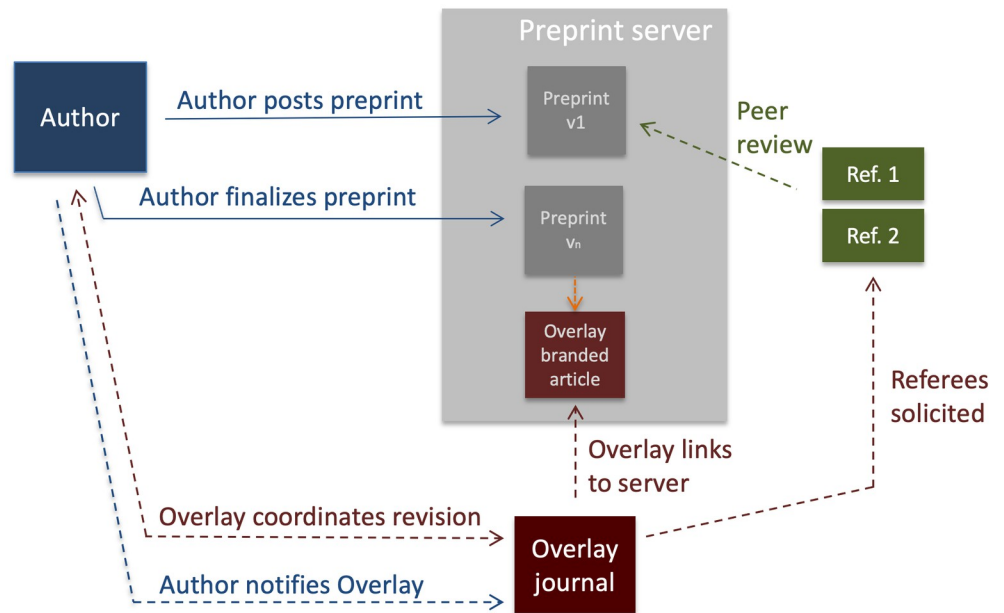 Preprint server
Author
Author posts preprint
Preprint
v1
Peer
review
Ref. 1
Author finalizes preprint
Preprint
vₙ
Ref. 2
Overlay
branded
article
Referees
solicited
Overlay links
to server
Overlay coordinates revision
Overlay
journal
Author notifies Overlay